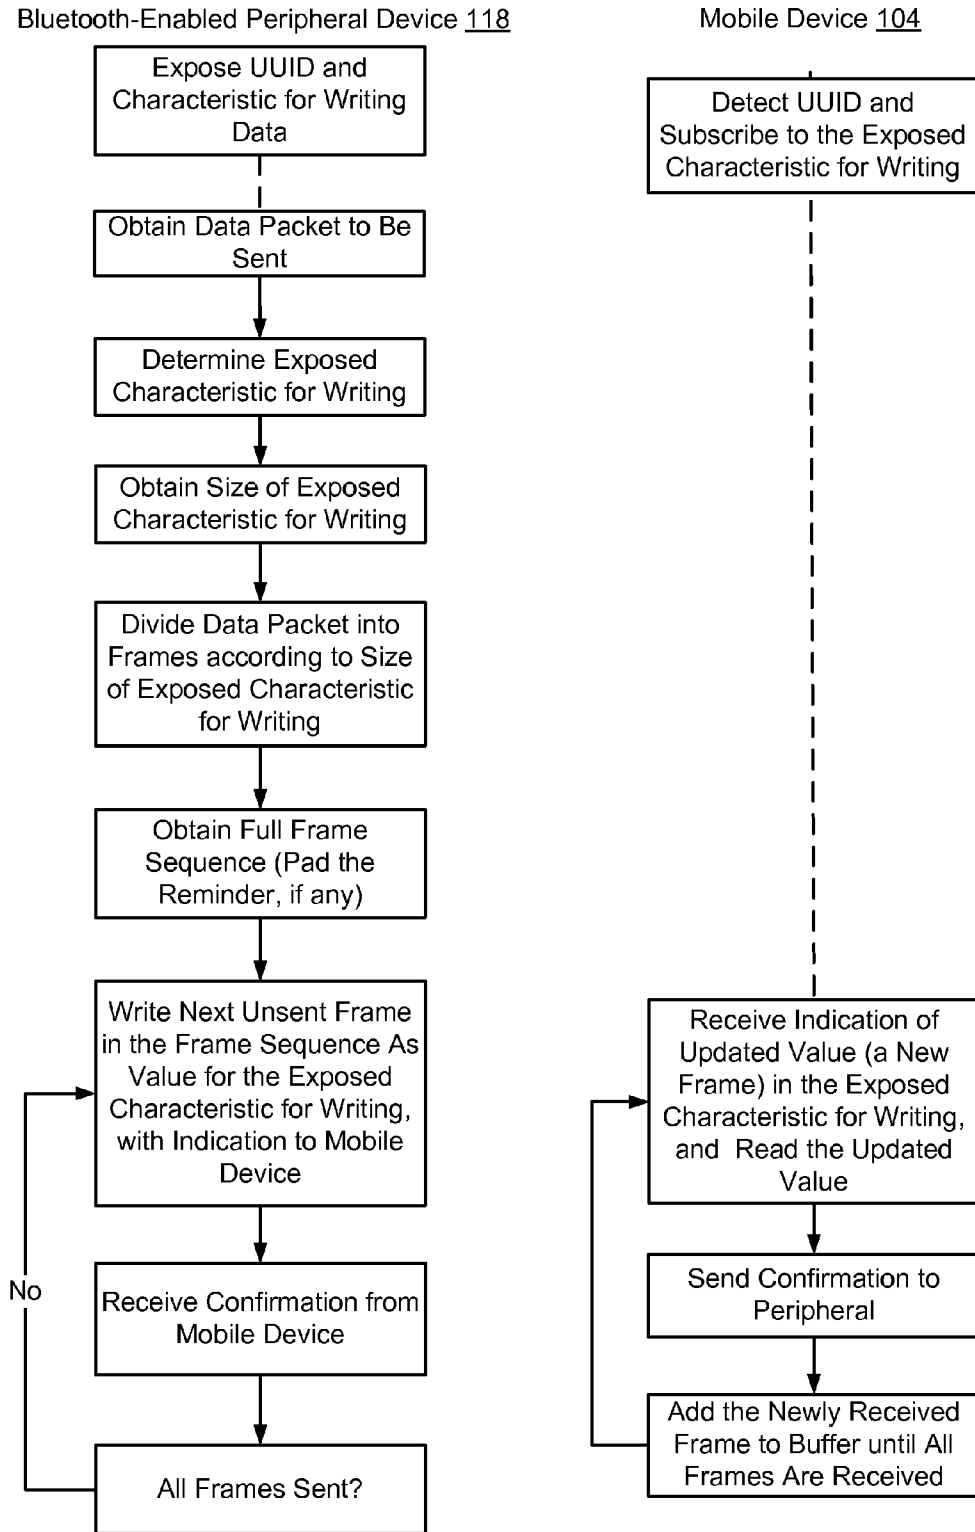 Bluetooth-Enabled Peripheral Device 118
Mobile Device 104
Expose UUID and
Characteristic for Writing
Data
Detect UUID and
Subscribe to the Exposed
Characteristic for Writing
Obtain Data Packet to Be
Sent
Determine Exposed
Characteristic for Writing
Obtain Size of Exposed
Characteristic for Writing
Divide Data Packet into
Frames according to Size
of Exposed Characteristic
for Writing
Obtain Full Frame
Sequence (Pad the
Reminder, if any)
Write Next Unsent Frame
in the Frame Sequence As
Value for the Exposed
Characteristic for Writing,
with Indication to Mobile
Device
Receive Indication of
Updated Value (a New
Frame) in the Exposed
Characteristic for Writing,
and Read the Updated
Value
No
Receive Confirmation from
Mobile Device
Send Confirmation to
Peripheral
All Frames Sent?
Add the Newly Received
Frame to Buffer until All
Frames Are Received